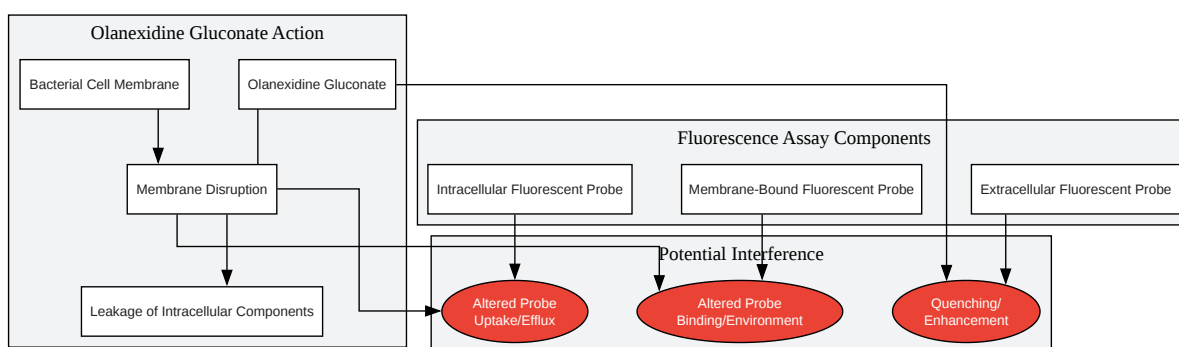 Olanexidine Gluconate Action
Bacterial Cell Membrane
Olanexidine Gluconate
Membrane Disruption
Leakage of Intracellular Components
Fluorescence Assay Components
Intracellular Fluorescent Probe
Membrane-Bound Fluorescent Probe
Extracellular Fluorescent Probe
Potential Interference
Altered Probe
Uptake/Efflux
Altered Probe
Binding/Environment
Quenching/
Enhancement